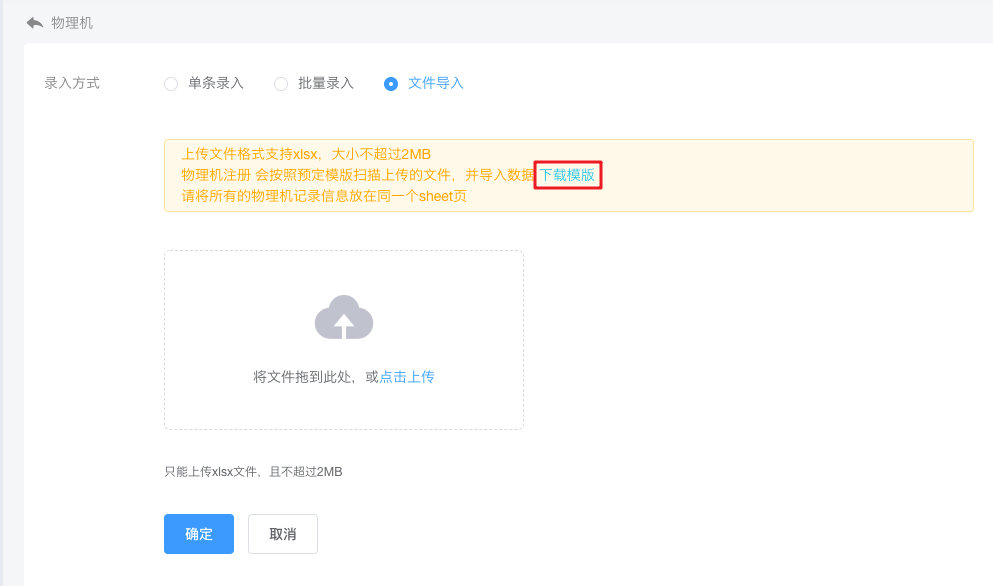 物理机
录入方式 单条录入 批量录入 文件导入
上传文件格式支持xlsx，大小不超过2MB
物理机注册 会按照预定模版扫描上传的文件，并导入数据 下载模版
请将所有的物理机记录信息放在同一个sheet页
将文件拖到此处，或点击上传
只能上传xlsx文件，且不超过2MB
确定 取消